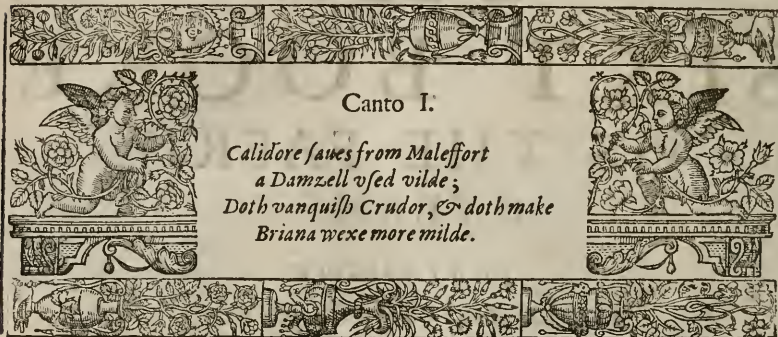 Canto I.
Calidore ſaues from Maleffort
a Damzell vſed vilde;
Doth vanquiſh Crudor, & doth make
Briana wexe more milde.